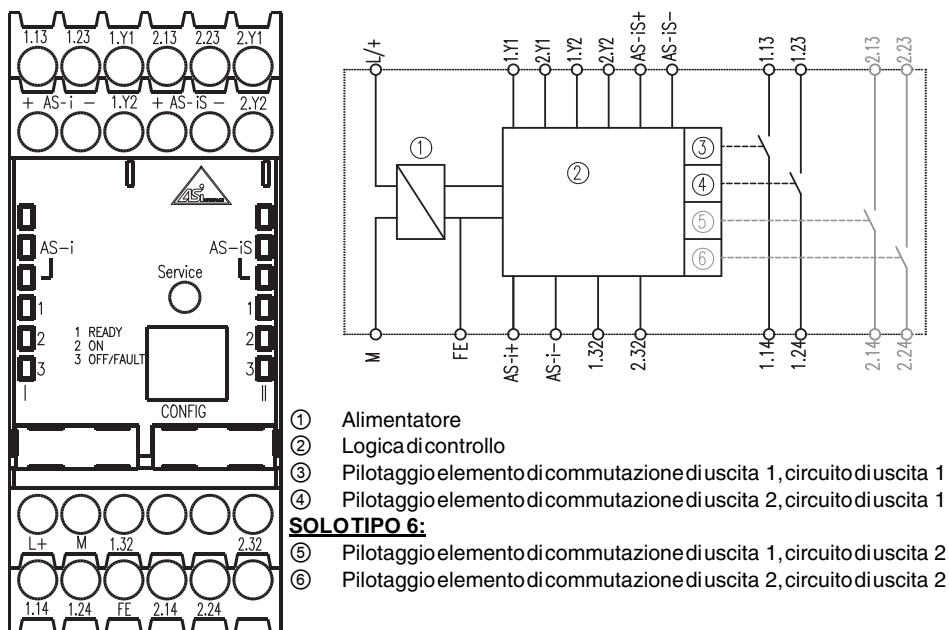 1.13 1.23 1.Y1 2.13 2.23 2.Y1
+ AS-i − 1.Y2 + AS-iS − 2.Y2
AS-i
AS-iS
Service
1
1
2
2
3
3
1 READY
2 ON
3 OFF/FAULT
I
II
CONFIG
L+ M 1.32 2.32
1.14 1.24 FE 2.14 2.24
L/+ 1.Y1 2.Y1 1.Y2 2.Y2 AS-iS+ AS-iS− 1.13 1.23 2.13 2.23
①
②
③
④
⑤
⑥
M FE AS-i+ AS-i− 1.32 2.32 1.14 1.24 2.14 2.24
① Alimentatore
② Logica di controllo
③ Pilotaggio elemento di commutazione di uscita 1, circuito di uscita 1
④ Pilotaggio elemento di commutazione di uscita 2, circuito di uscita 1
SOLO TIPO 6:
⑤ Pilotaggio elemento di commutazione di uscita 1, circuito di uscita 2
⑥ Pilotaggio elemento di commutazione di uscita 2, circuito di uscita 2